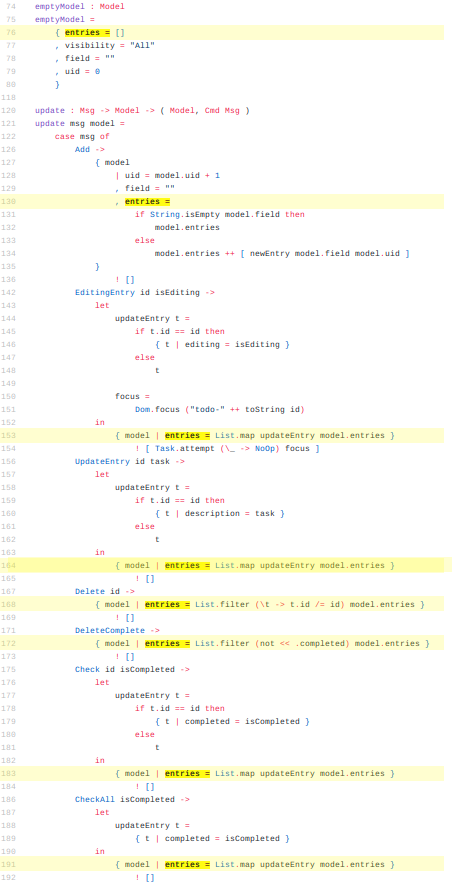 74 emptyModel : Model
75 emptyModel =
76 { entries = []
77 , visibility = "All"
78 , field = ""
79 , uid = 0
80 }
118
120 update : Msg -> Model -> ( Model, Cmd Msg )
121 update msg model =
122 case msg of
126 Add ->
127 { model
128 | uid = model.uid + 1
129 , field = ""
130 , entries =
131 if String.isEmpty model.field then
132 model.entries
133 else
134 model.entries ++ [ newEntry model.field model.uid ]
135 }
136 ! []
142 EditingEntry id isEditing ->
143 let
144 updateEntry t =
145 if t.id == id then
146 { t | editing = isEditing }
147 else
148 t
149
150 focus =
151 Dom.focus ("todo-" ++ toString id)
152 in
153 { model | entries = List.map updateEntry model.entries }
154 ! [ Task.attempt (\_ -> NoOp) focus ]
156 UpdateEntry id task ->
157 let
158 updateEntry t =
159 if t.id == id then
160 { t | description = task }
161 else
162 t
163 in
164 { model | entries = List.map updateEntry model.entries }
165 ! []
167 Delete id ->
168 { model | entries = List.filter (\t -> t.id /= id) model.entries }
169 ! []
171 DeleteComplete ->
172 { model | entries = List.filter (not << .completed) model.entries }
173 ! []
175 Check id isCompleted ->
176 let
177 updateEntry t =
178 if t.id == id then
179 { t | completed = isCompleted }
180 else
181 t
182 in
183 { model | entries = List.map updateEntry model.entries }
184 ! []
186 CheckAll isCompleted ->
187 let
188 updateEntry t =
189 { t | completed = isCompleted }
190 in
191 { model | entries = List.map updateEntry model.entries }
192 ! []